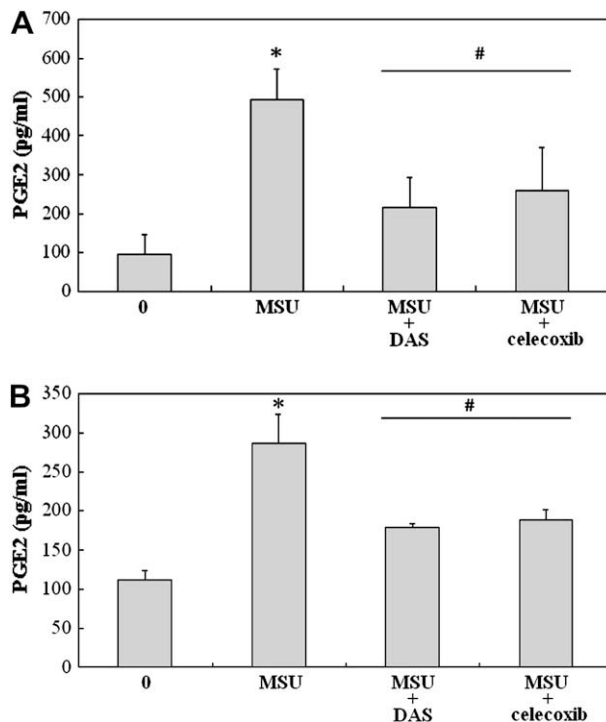 A
700
600
500
400
300
200
100
0
PGE2 (pg/ml)
*
#
0
MSU
MSU
+
DAS
MSU
+
celecoxib
B
350
300
250
200
150
100
50
0
PGE2 (pg/ml)
*
#
0
MSU
MSU
+
DAS
MSU
+
celecoxib